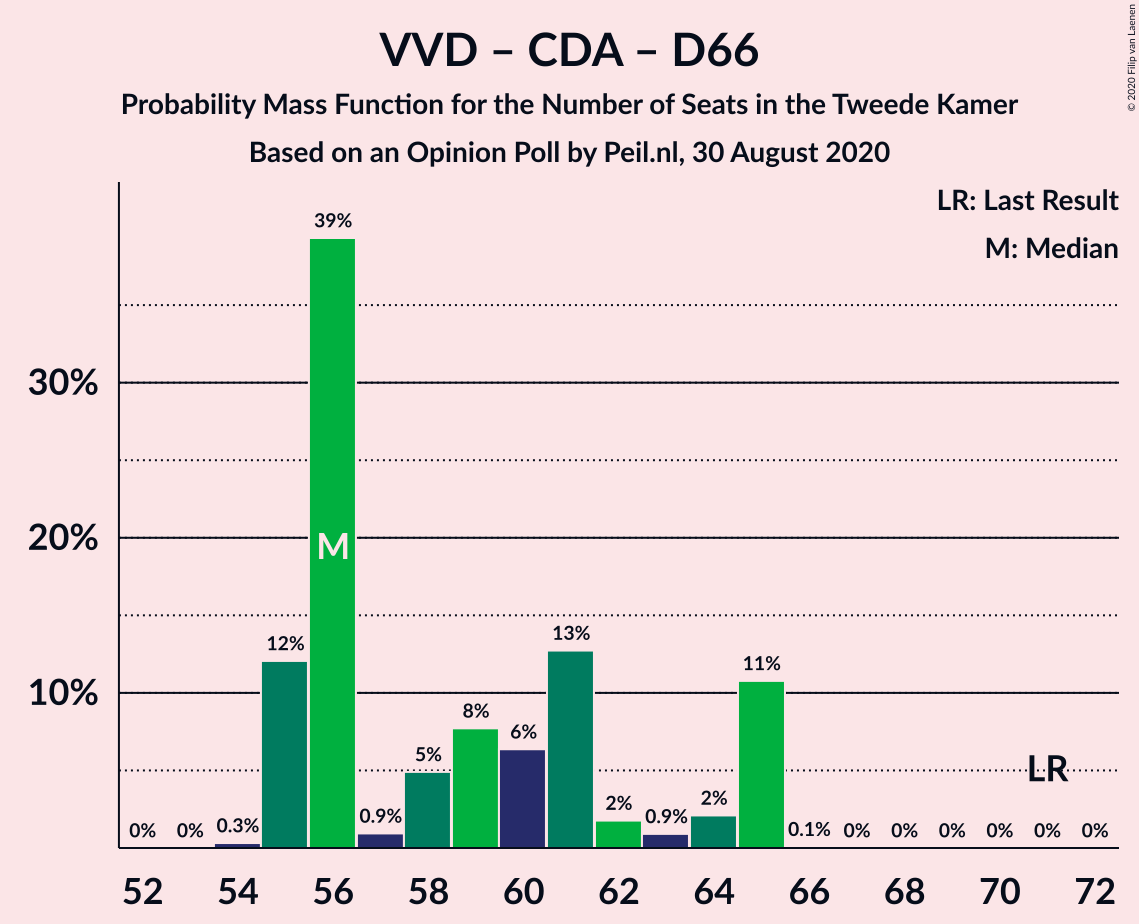 VVD – CDA – D66
Probability Mass Function for the Number of Seats in the Tweede Kamer
Based on an Opinion Poll by Peil.nl, 30 August 2020
© 2020 Filip van Laenen
LR: Last Result
M: Median
30%
20%
10%
0%
0%
0.3%
12%
39%
M
0.9%
5%
8%
6%
13%
2%
0.9%
2%
11%
0.1%
0%
0%
0%
0%
0%
LR
0%
52 54 56 58 60 62 64 66 68 70 72